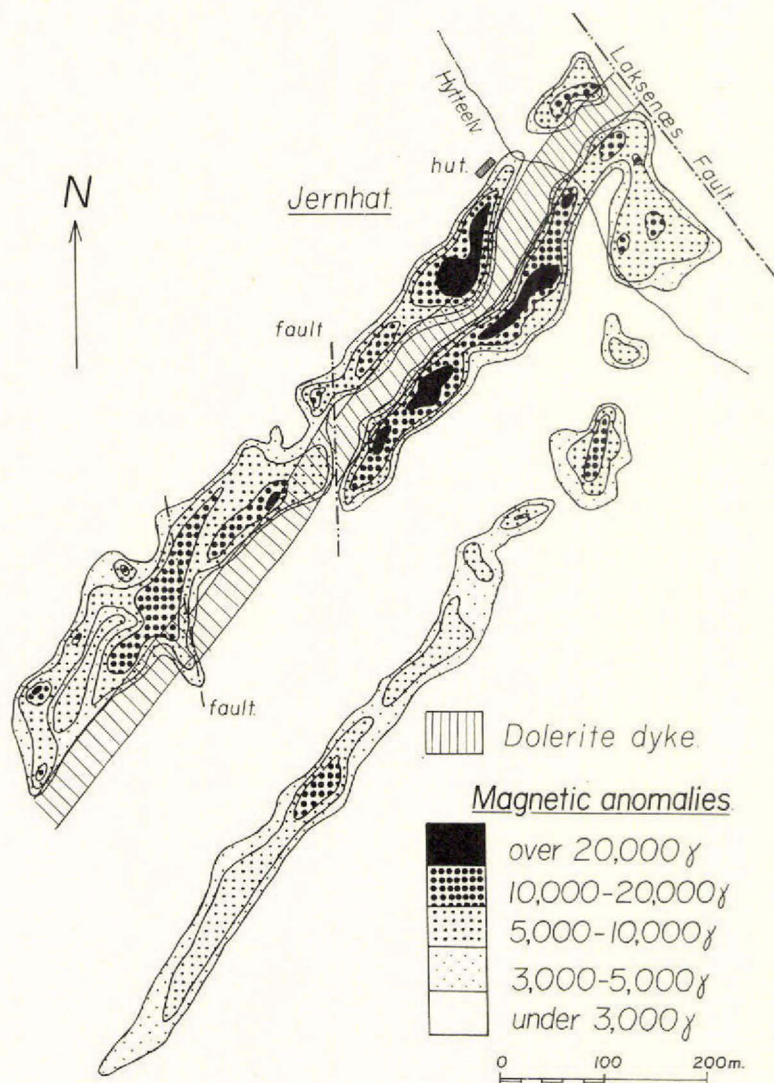 Laksenæs Fault
Hytteelv
hut.
Jernhat
N
fault
fault.
Dolerite dyke.
Magnetic anomalies.
over 20,000 γ
10,000-20,000 γ
5,000-10,000 γ
3,000-5,000 γ
under 3,000 γ
0 100 200 m.